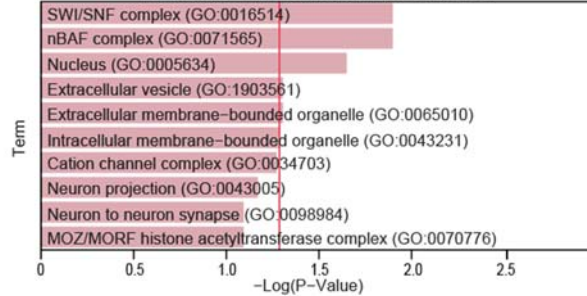 SWI/SNF complex (GO:0016514)
nBAF complex (GO:0071565)
Nucleus (GO:0005634)
Extracellular vesicle (GO:1903561)
Extracellular membrane-bounded organelle (GO:0065010)
Intracellular membrane-bounded organelle (GO:0043231)
Cation channel complex (GO:0034703)
Neuron projection (GO:0043005)
Neuron to neuron synapse (GO:0098984)
MOZ/MORF histone acetyltransferase complex (GO:0070776)
Term
0 0.5 1.0 1.5 2.0 2.5
-Log(P-Value)